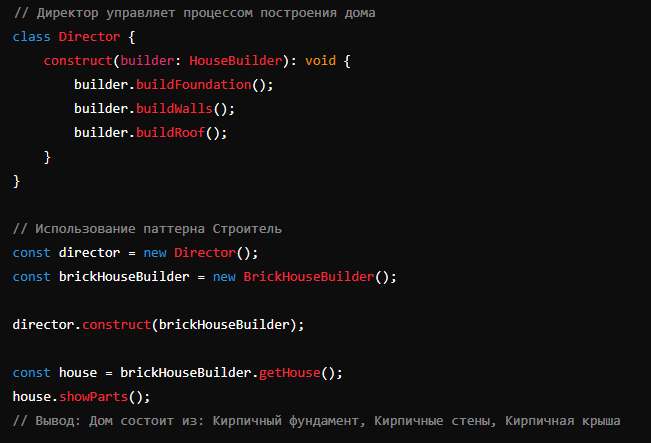 // Директор управляет процессом построения дома
class Director {
    construct(builder: HouseBuilder): void {
        builder.buildFoundation();
        builder.buildWalls();
        builder.buildRoof();
    }
}

// Использование паттерна Строитель
const director = new Director();
const brickHouseBuilder = new BrickHouseBuilder();

director.construct(brickHouseBuilder);

const house = brickHouseBuilder.getHouse();
house.showParts();
// Вывод: Дом состоит из: Кирпичный фундамент, Кирпичные стены, Кирпичная крыша